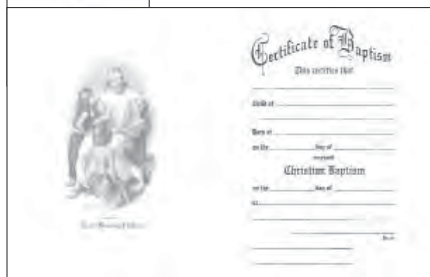 Certificate of Baptism
This certifies that
Child of
Born at
on the day of
received
Christian Baptism
on the day of
at